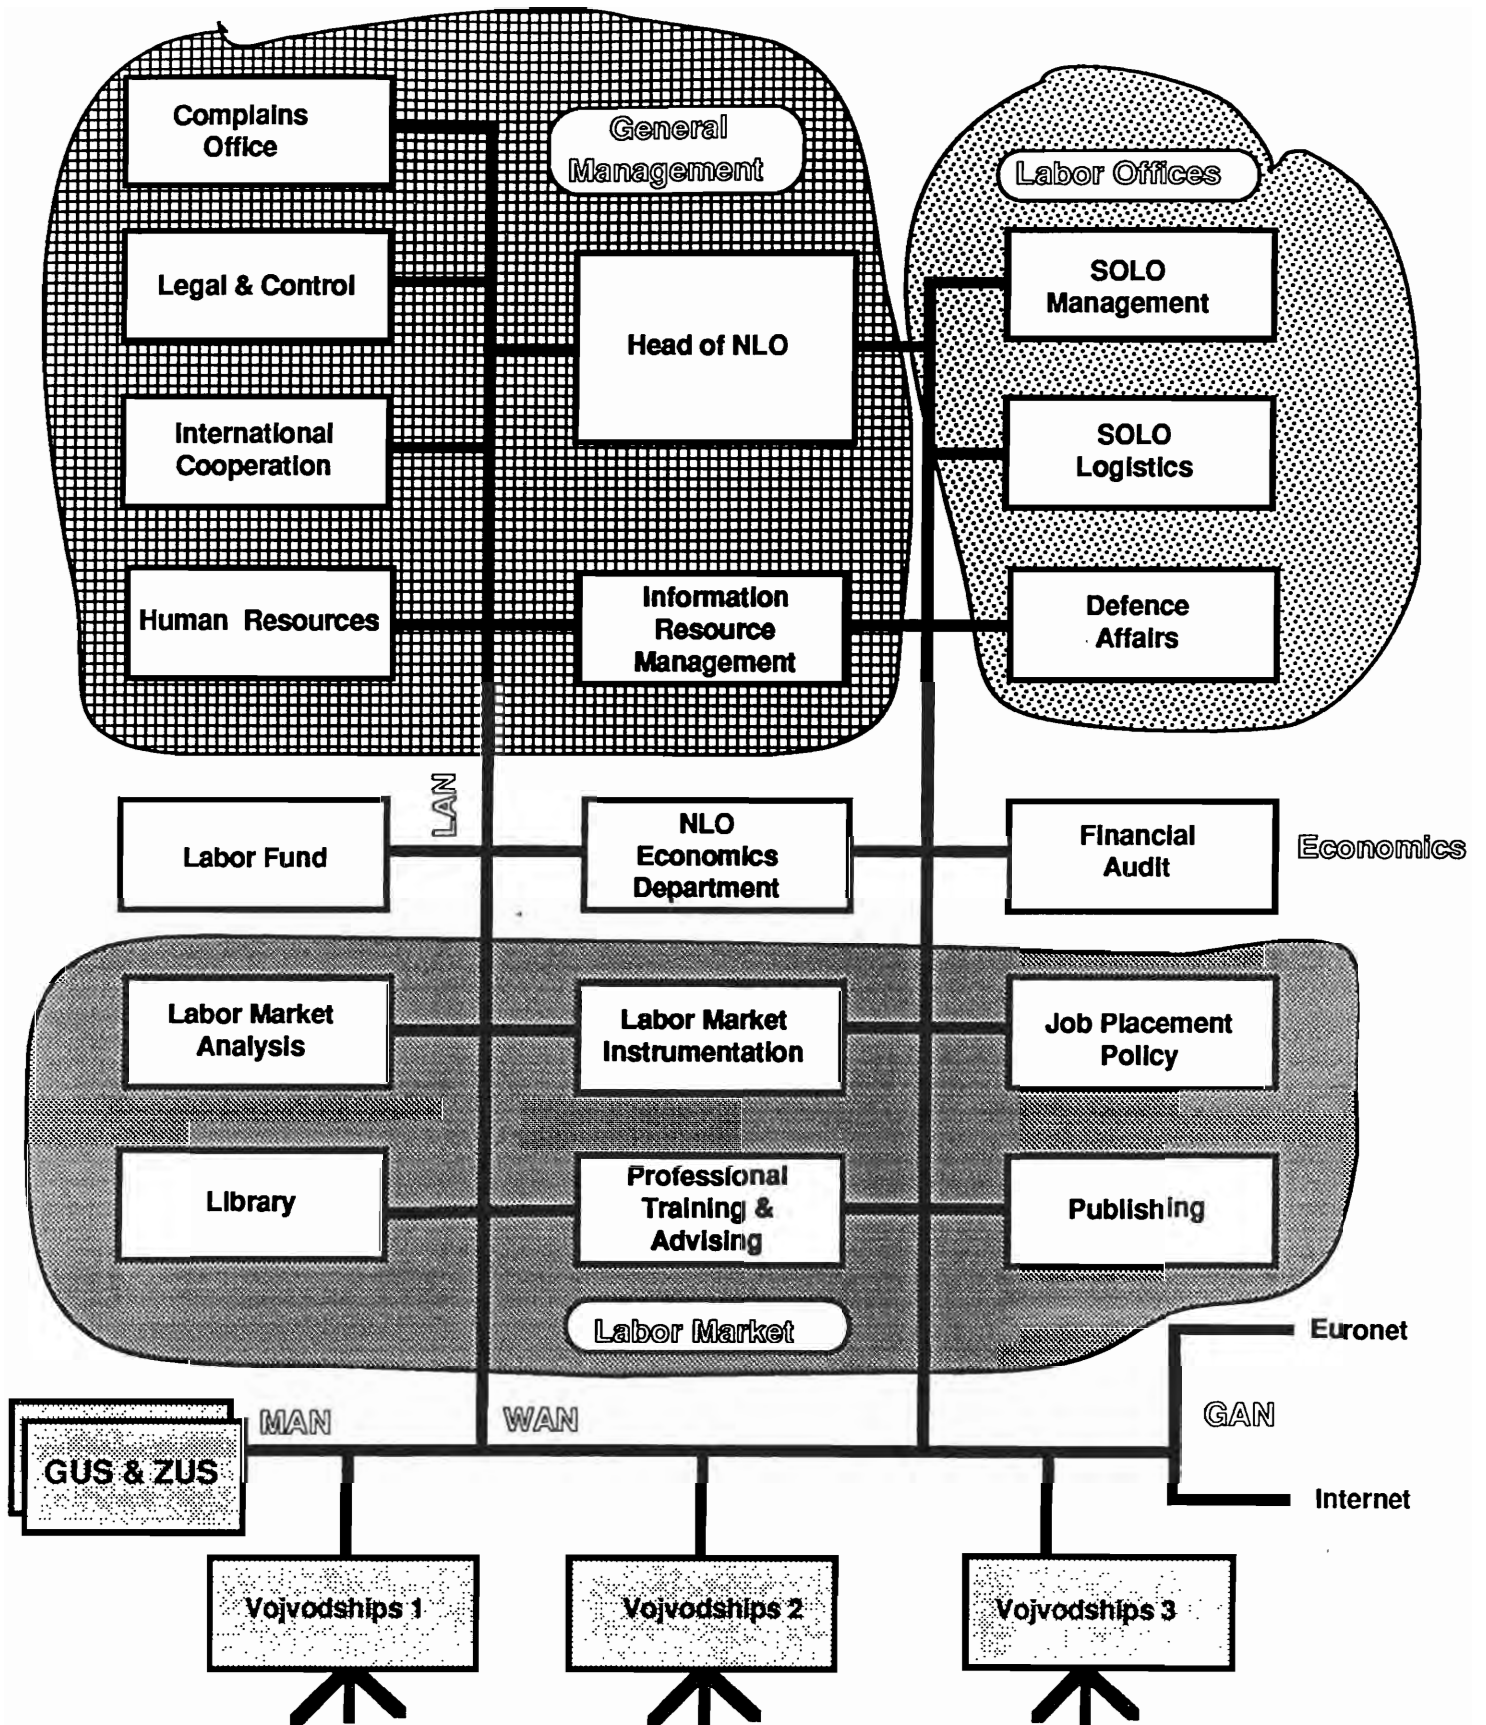 Complains
Office
General
Management
Labor Offices
Legal & Control
SOLO
Management
Head of NLO
International
Cooperation
SOLO
Logistics
Human Resources
Information
Resource
Management
Defence
Affairs
LAN
Labor Fund
NLO
Economics
Department
Financial
Audit
Economics
Labor Market
Analysis
Labor Market
Instrumentation
Job Placement
Policy
Library
Professional
Training &
Advising
Publishing
Labor Market
Euronet
MAN
WAN
GAN
GUS & ZUS
Internet
Vojvodships 1
Vojvodships 2
Vojvodships 3